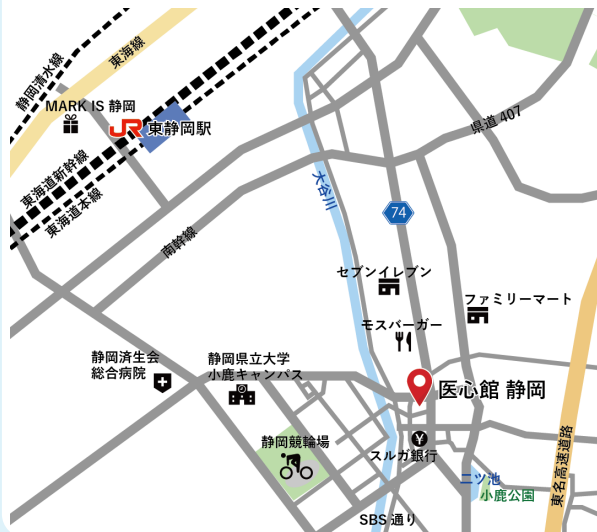 静岡清水線
東海線
MARK IS 静岡
JR 東静岡駅
東海道新幹線
東海道本線
南幹線
大谷川
県道 407
74
セブンイレブン
ファミリーマート
モスバーガー
静岡済生会
総合病院
静岡県立大学
小鹿キャンパス
医心館 静岡
静岡競輪場
¥
スルガ銀行
二ツ池
小鹿公園
東名高速道路
SBS 通り